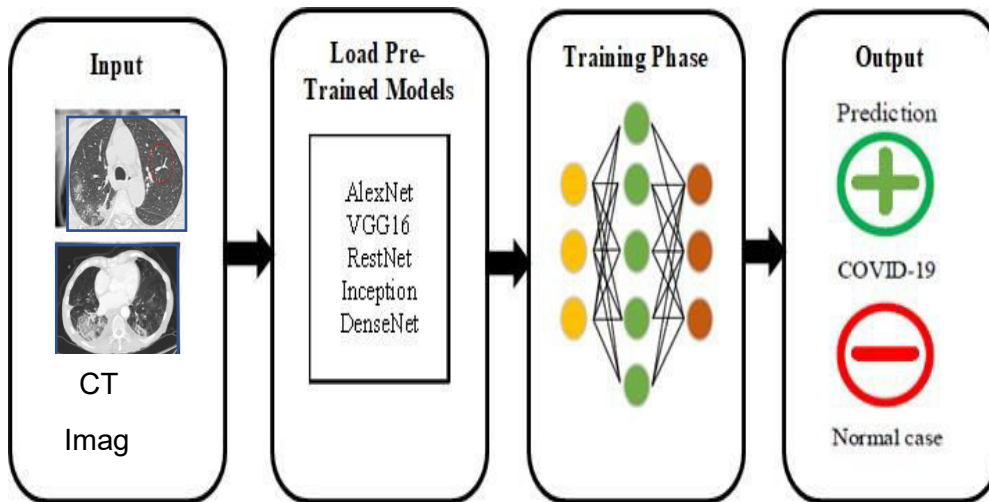 Input
CT
Imag
Load Pre-
Trained Models
AlexNet
VGG16
RestNet
Inception
DenseNet
Training Phase
Output
Prediction
COVID-19
Normal case